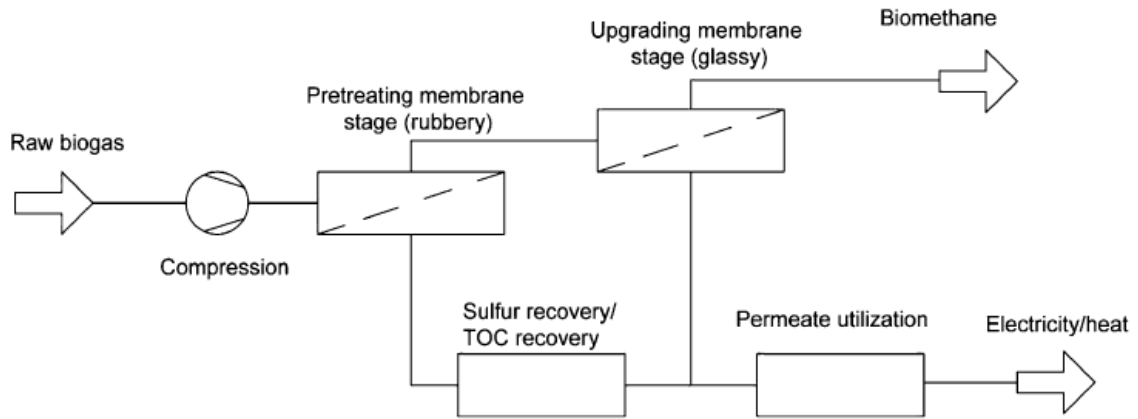 Biomethane
Upgrading membrane
stage (glassy)
Pretreating membrane
stage (rubbery)
Raw biogas
Compression
Sulfur recovery/
TOC recovery
Permeate utilization
Electricity/heat